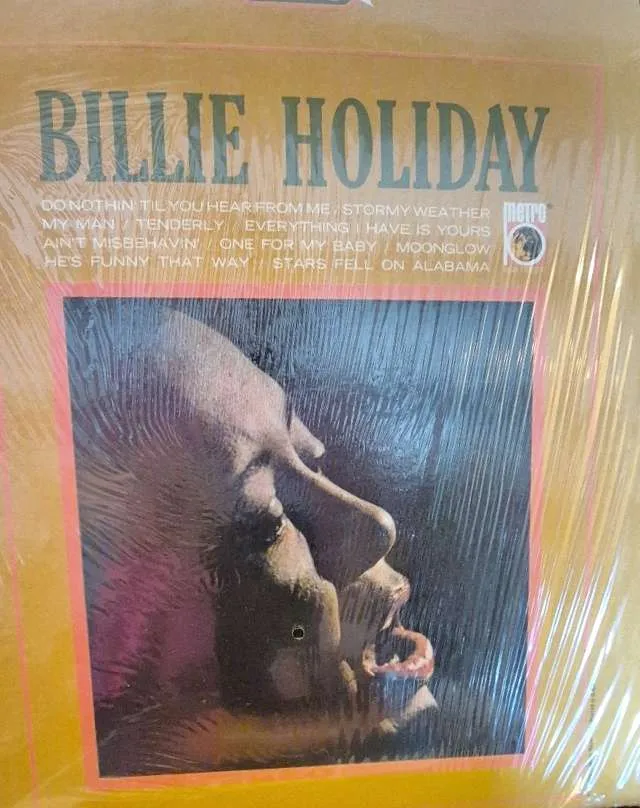 BILLIE HOLIDAY
DO NOTHIN' TIL YOU HEAR FROM ME / STORMY WEATHER
MY MAN / TENDERLY / EVERYTHING I HAVE IS YOURS
AIN'T MISBEHAVIN' / ONE FOR MY BABY / MOONGLOW
HE'S FUNNY THAT WAY / STARS FELL ON ALABAMA
metro